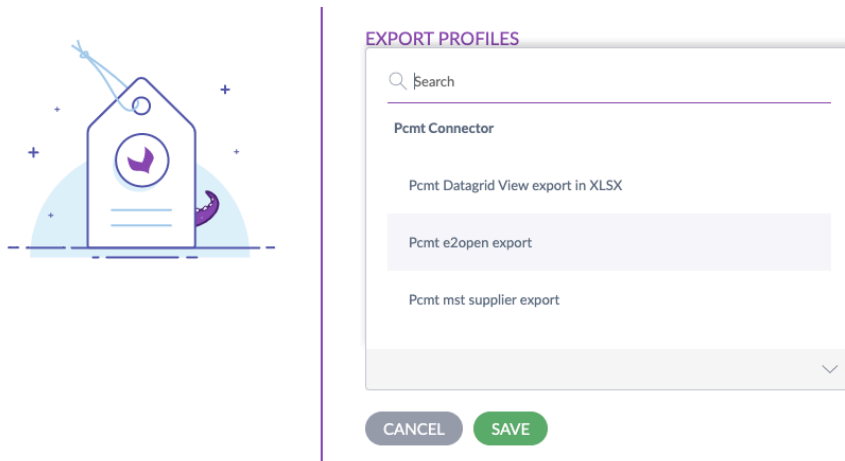 EXPORT PROFILES
Search
Pcmt Connector
Pcmt Datagrid View export in XLSX
Pcmt e2open export
Pcmt mst supplier export
CANCEL
SAVE